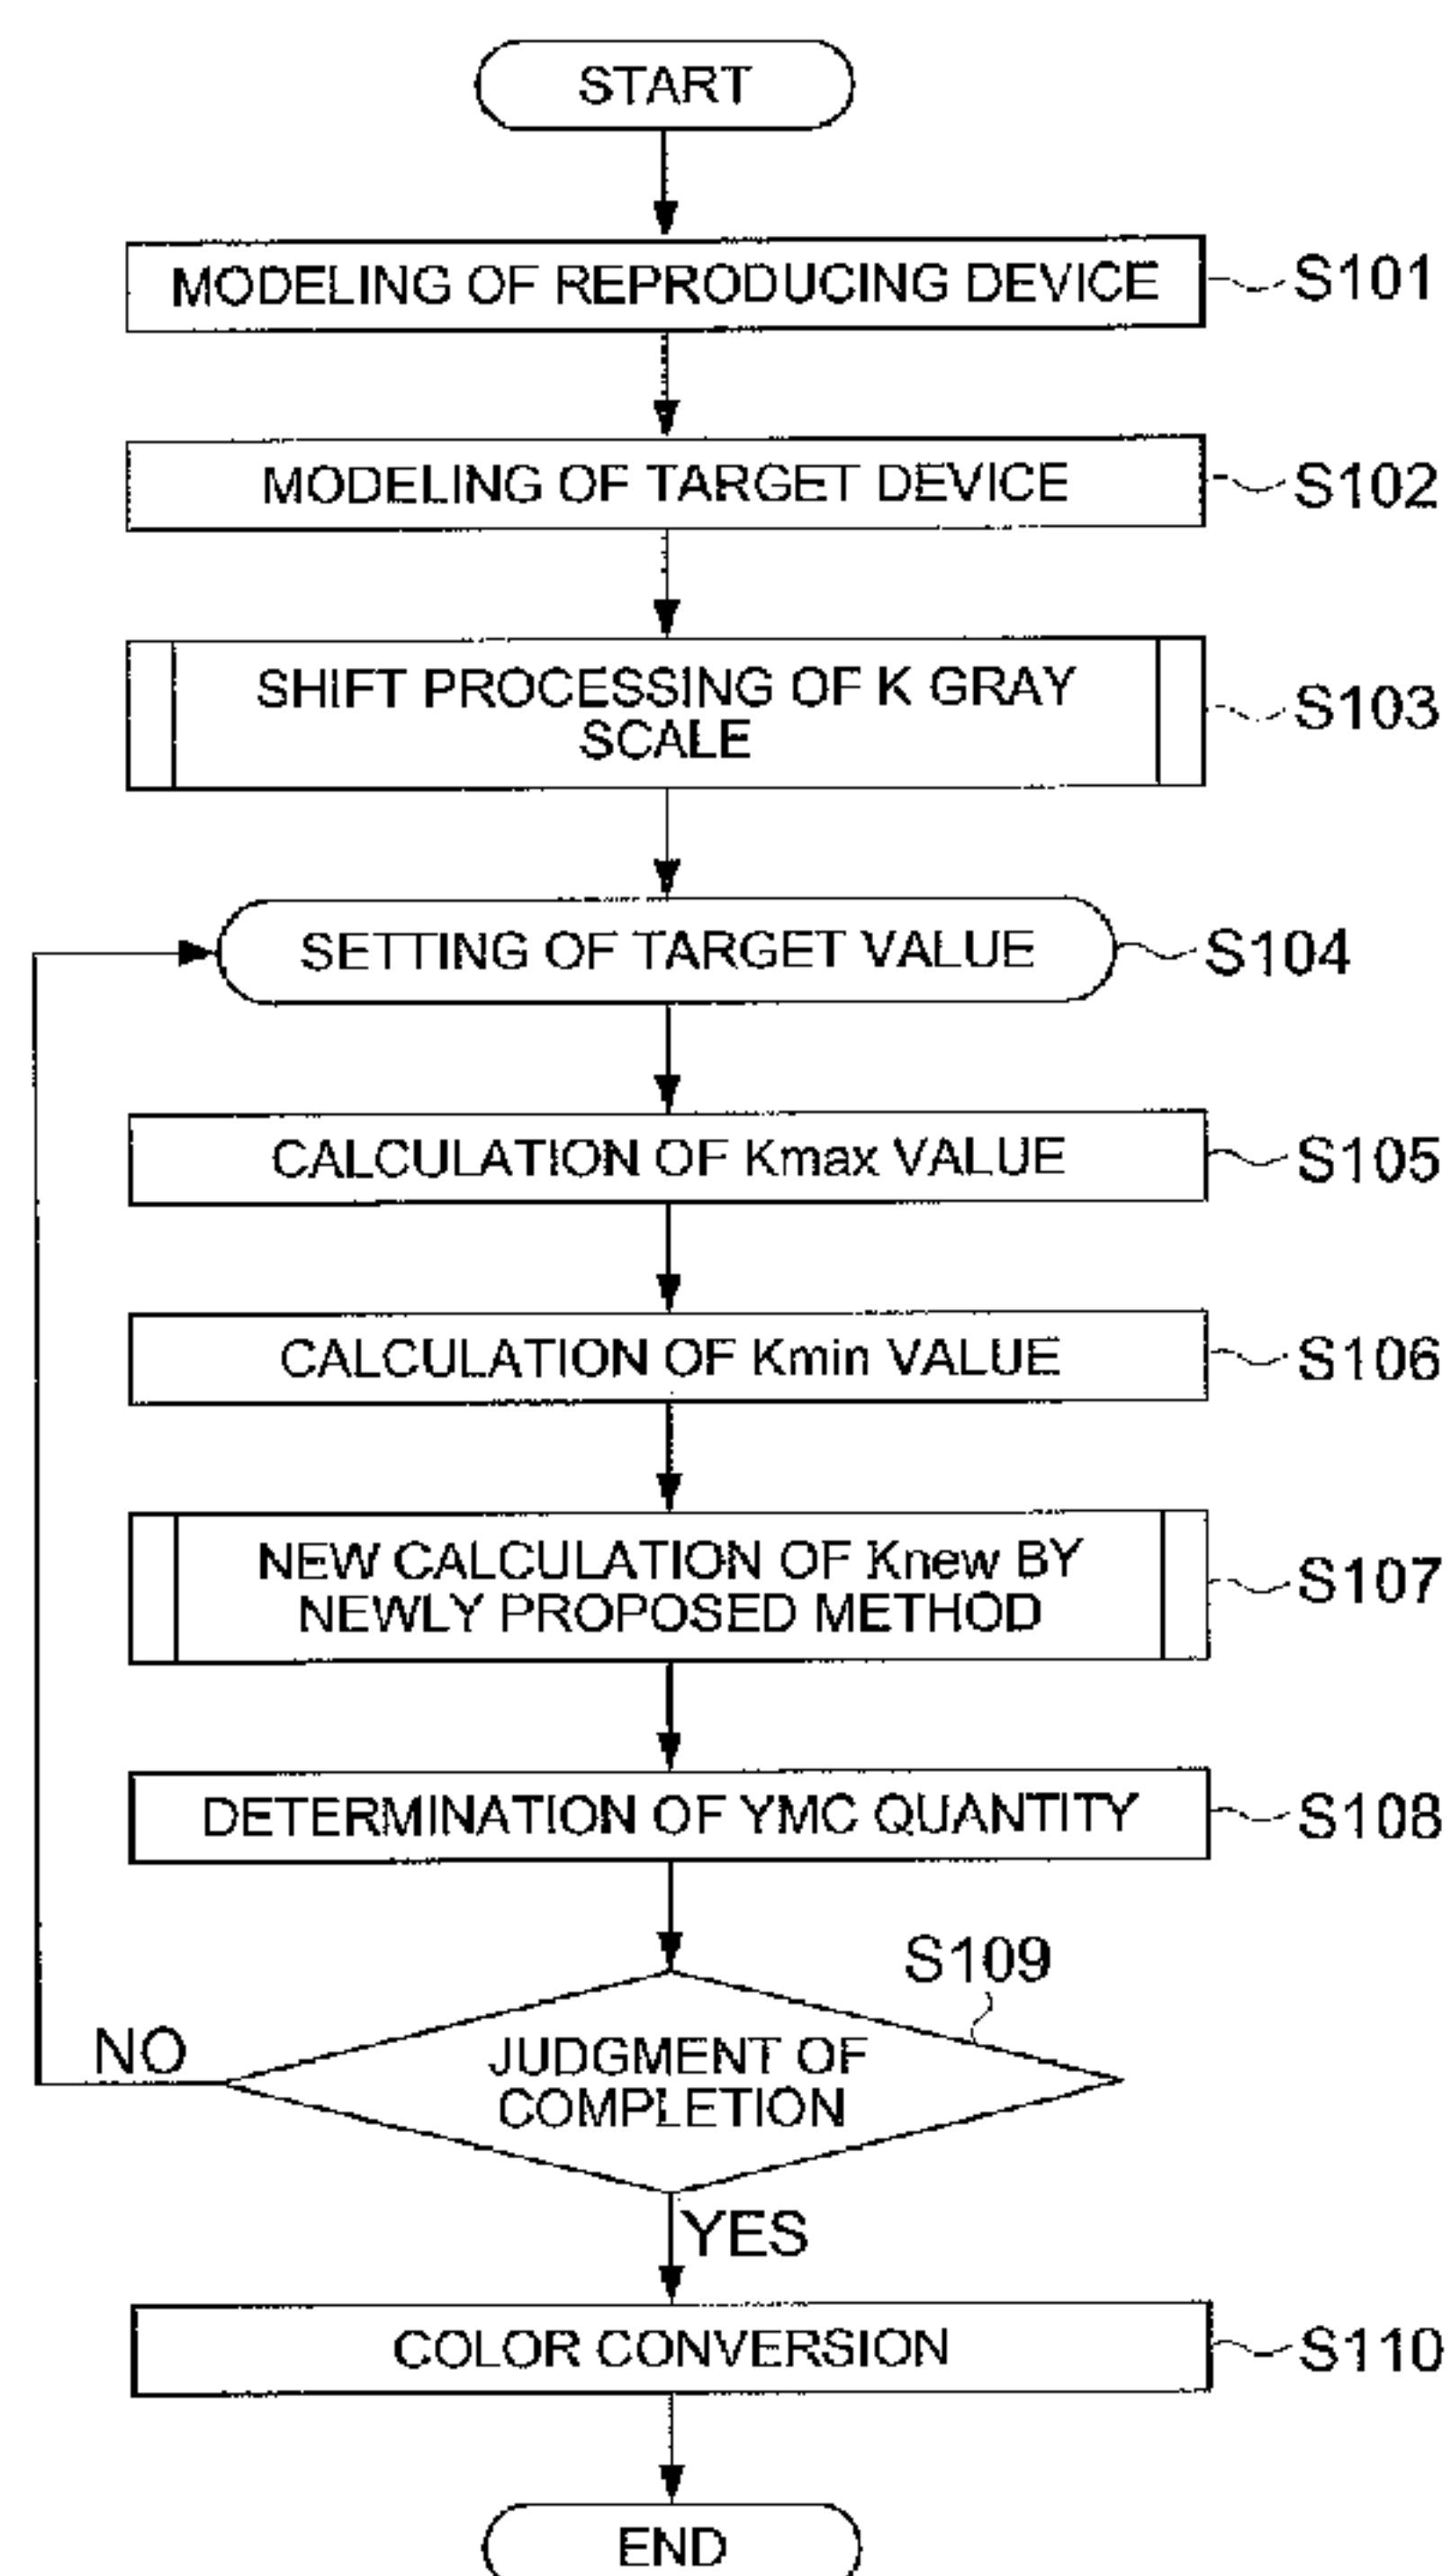 START
MODELING OF REPRODUCING DEVICE
S101
MODELING OF TARGET DEVICE
S102
SHIFT PROCESSING OF K GRAY
SCALE
S103
SETTING OF TARGET VALUE
S104
CALCULATION OF Kmax VALUE
S105
CALCULATION OF Kmin VALUE
S106
NEW CALCULATION OF Knew BY
NEWLY PROPOSED METHOD
S107
DETERMINATION OF YMC QUANTITY
S108
S109
NO
JUDGMENT OF
COMPLETION
YES
COLOR CONVERSION
S110
END